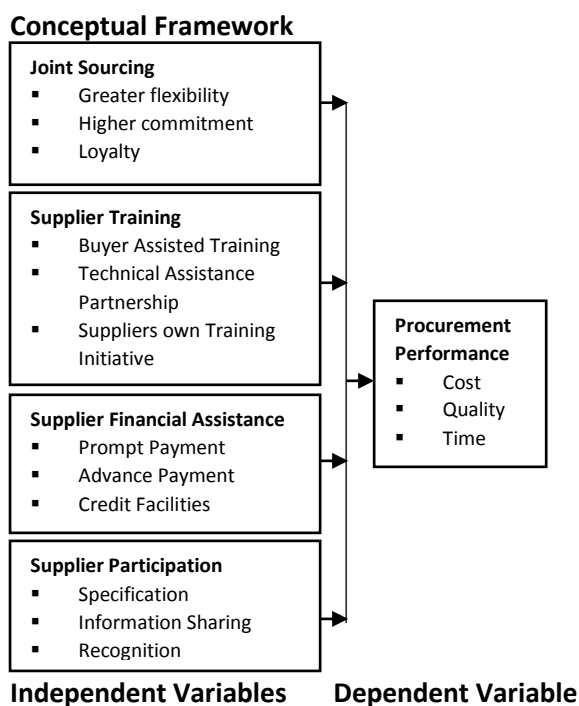 Conceptual Framework
Joint Sourcing
▪ Greater flexibility
▪ Higher commitment
▪ Loyalty
Supplier Training
▪ Buyer Assisted Training
▪ Technical Assistance
Partnership
▪ Suppliers own Training
Initiative
Supplier Financial Assistance
▪ Prompt Payment
▪ Advance Payment
▪ Credit Facilities
Supplier Participation
▪ Specification
▪ Information Sharing
▪ Recognition
Procurement
Performance
▪ Cost
▪ Quality
▪ Time
Independent Variables
Dependent Variable